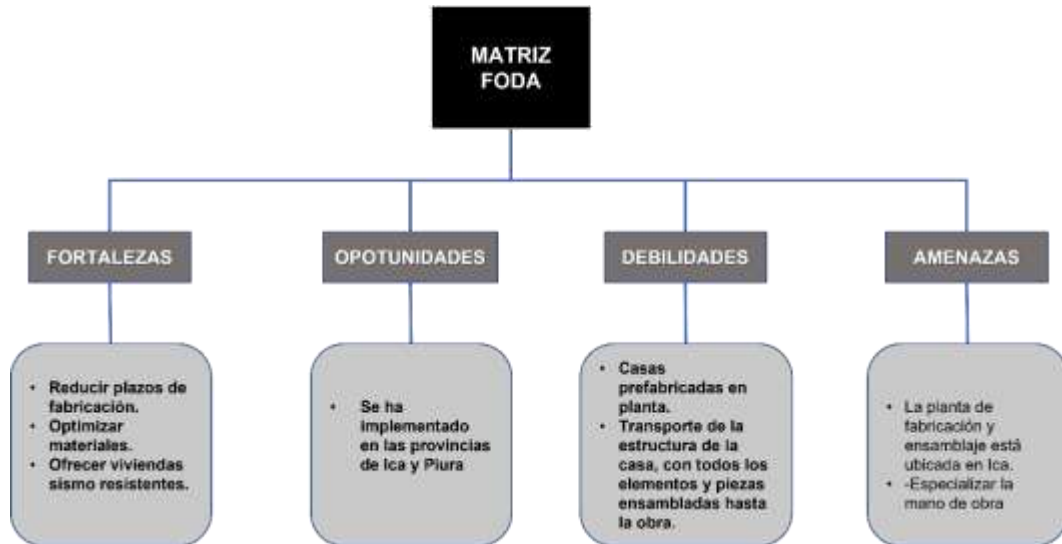 MATRIZ
FODA
FORTALEZAS
• Reducir plazos de
fabricación.
• Optimizar
materiales.
• Ofrecer viviendas
sismo resistentes.
OPOTUNIDADES
• Se ha
implementado
en las provincias
de Ica y Piura
DEBILIDADES
• Casas
prefabricadas en
planta.
• Transporte de la
estructura de la
casa, con todos los
elementos y piezas
ensambladas hasta
la obra.
AMENAZAS
• La planta de
fabricación y
ensamblaje está
ubicada en Ica.
• -Especializar la
mano de obra